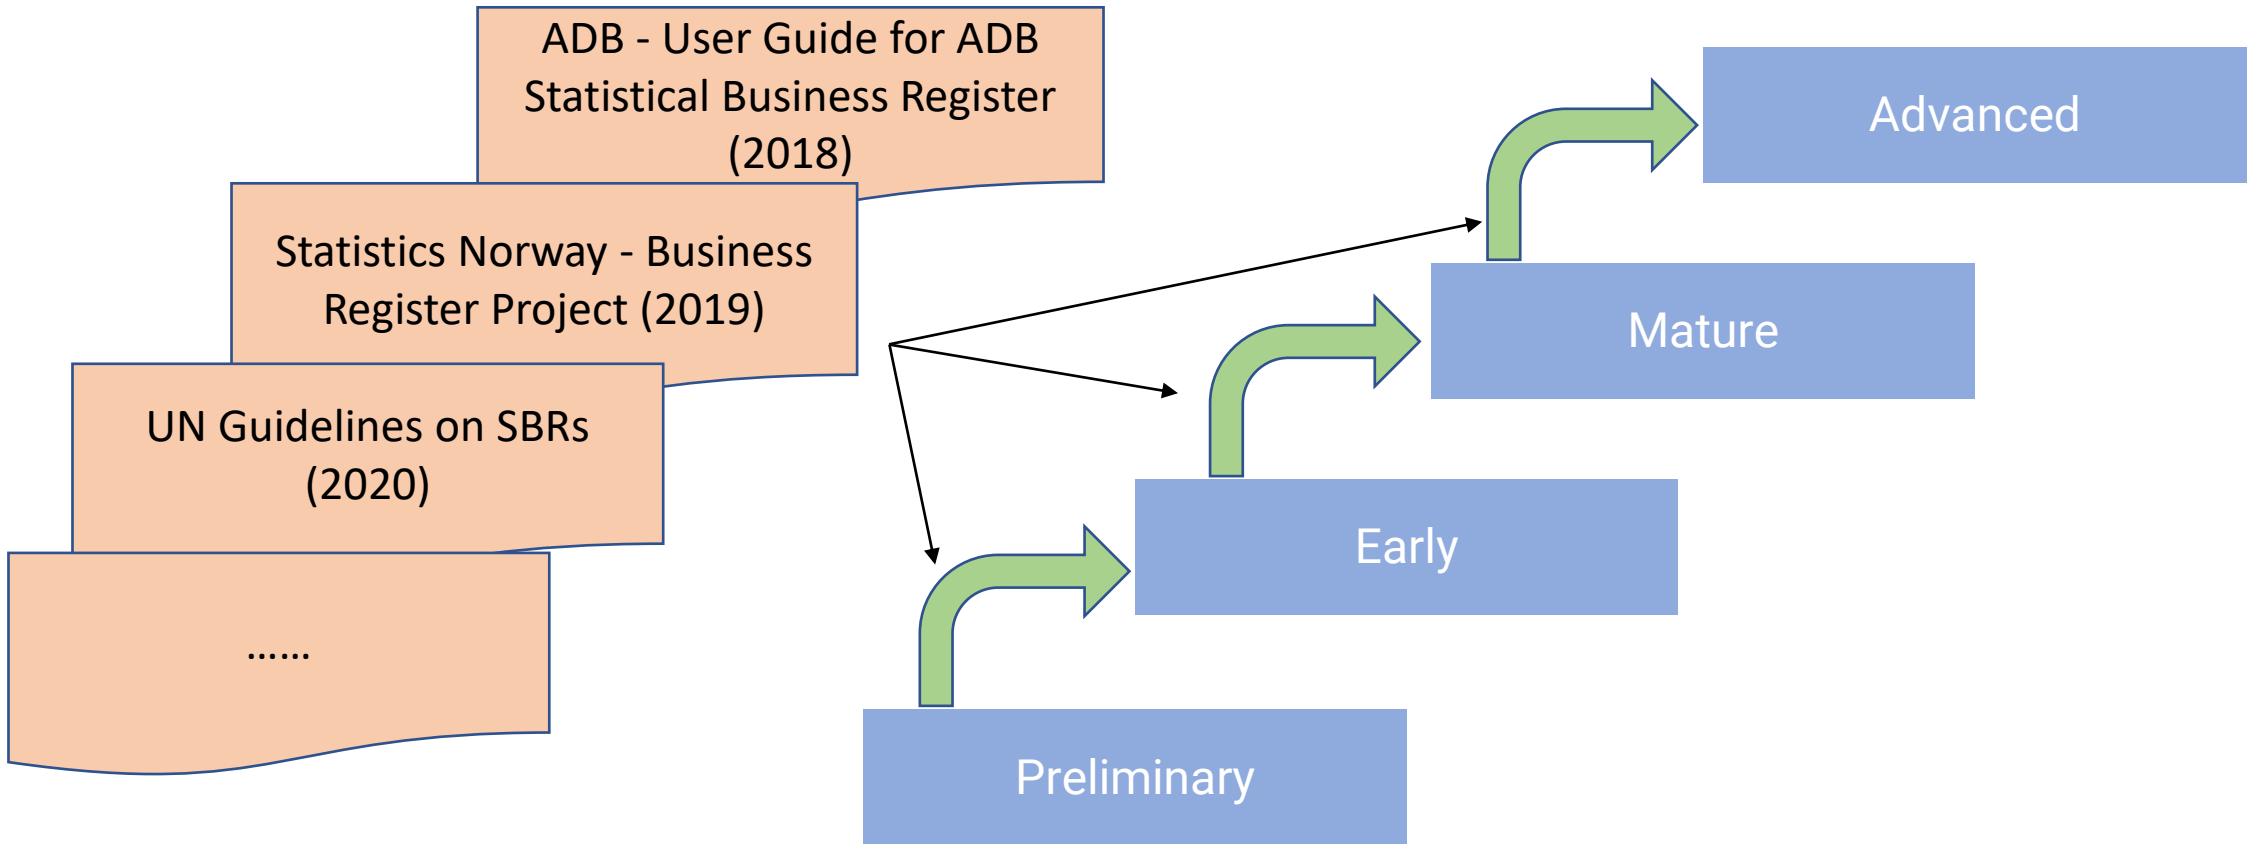 ADB - User Guide for ADB
Statistical Business Register
(2018)
Statistics Norway - Business
Register Project (2019)
UN Guidelines on SBRs
(2020)
......
Advanced
Mature
Early
Preliminary